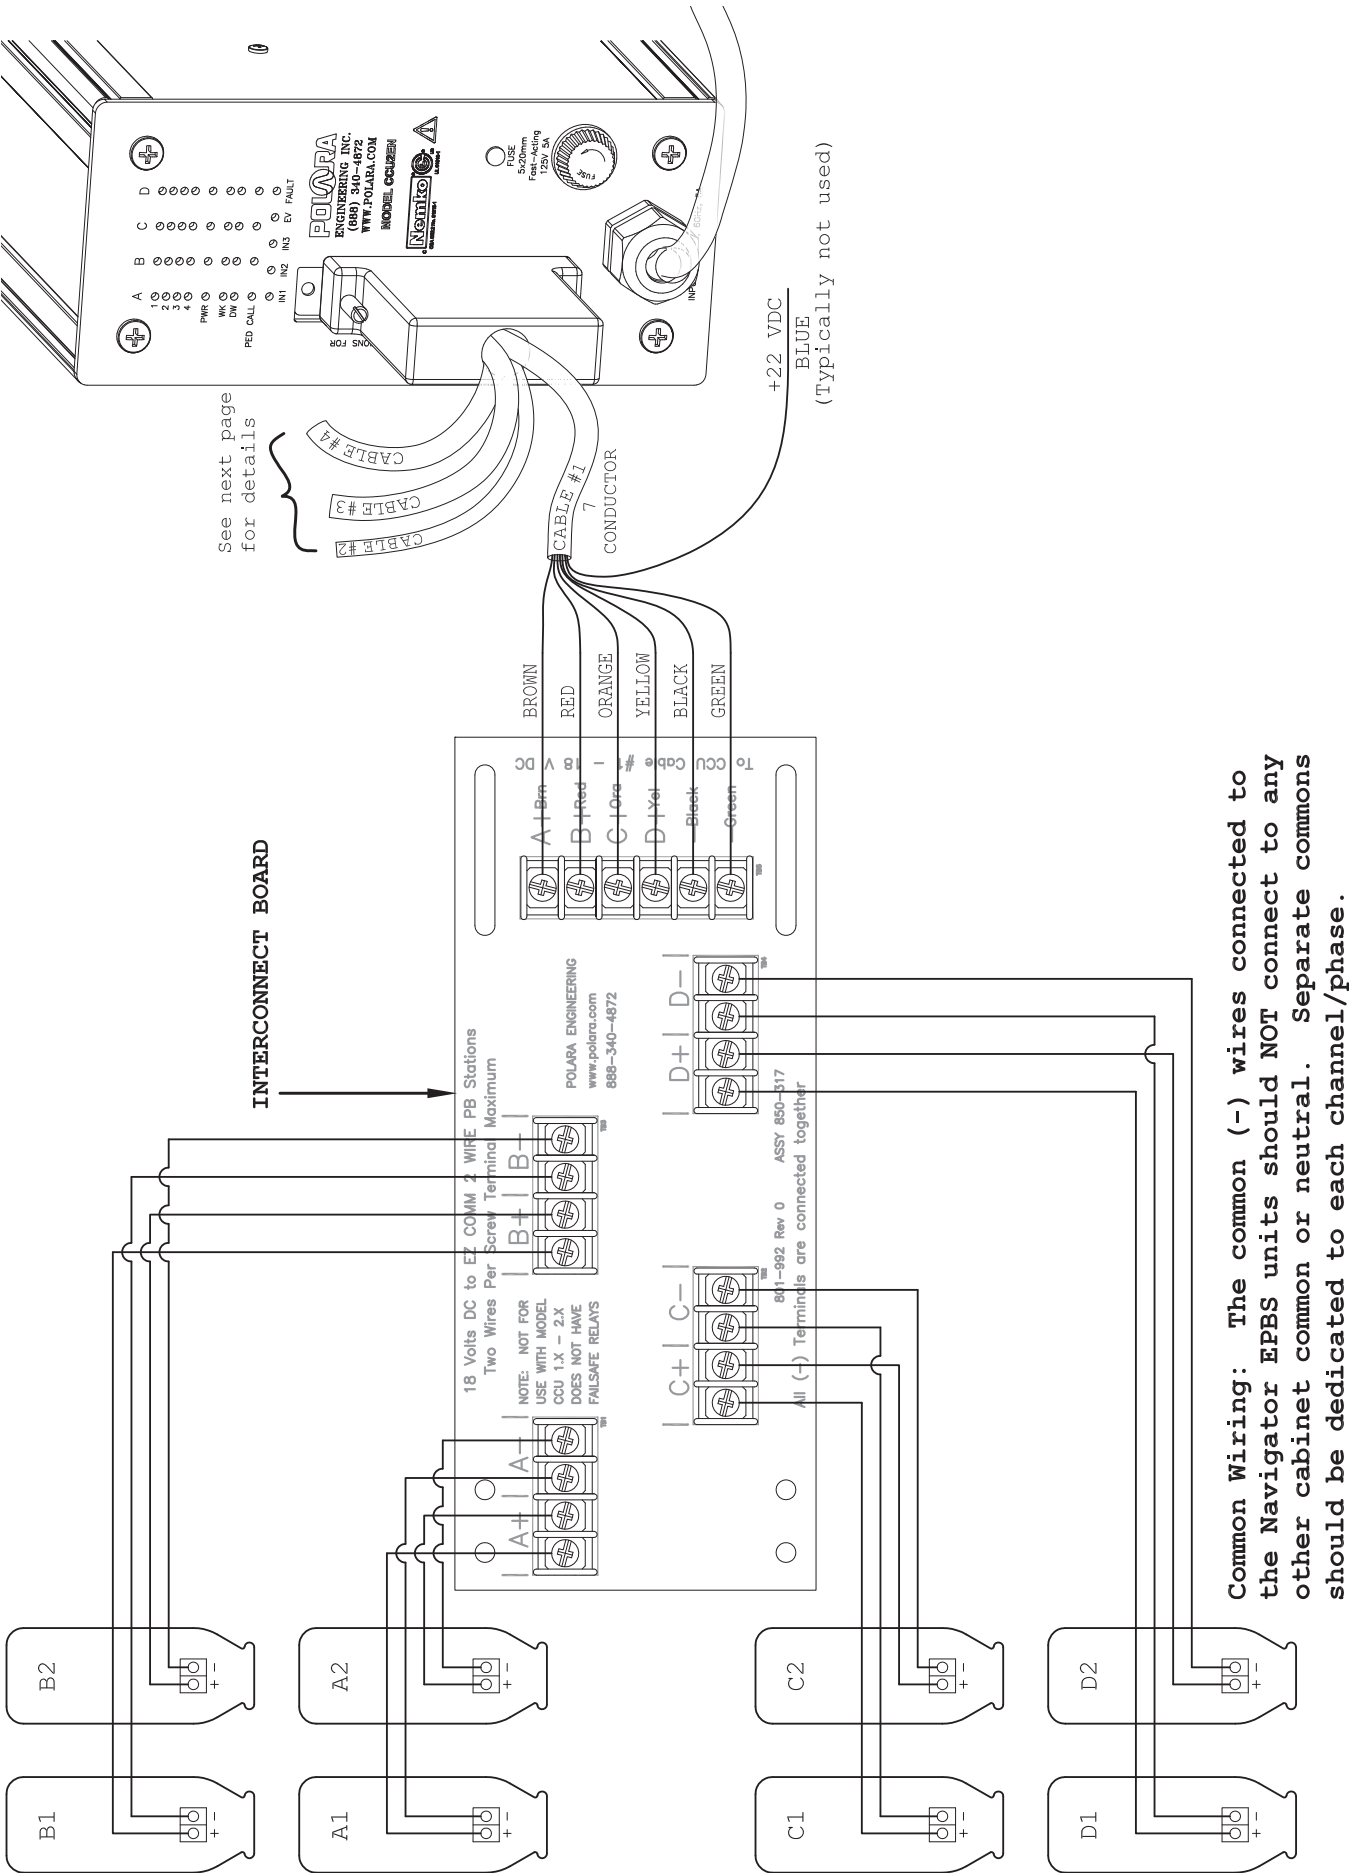 See next page
for details
CABLE #4
CABLE #3
CABLE #2
CABLE #1
7
CONDUCTOR
A
B
C
D
1
2
3
4
PWR
WK
DW
PED CALL
IN1
IN2
IN3
EV
FAULT
POLARA
ENGINEERING INC.
(888) 340-4872
WWW.POLARA.COM
MODEL CCU2EN
Nemko
FUSE
5x20mm
Fast-Acting
125V 5A
FUSE
+22 VDC
BLUE
(Typically not used)
BROWN
RED
ORANGE
YELLOW
BLACK
GREEN
INTERCONNECT BOARD
To CCU Cable #1 - 18 V DC
A | Brn
B | Red
C | Ora
D | Yel
Black
Green
18 Volts DC to EZ COMM 2 WIRE PB Stations
Two Wires Per Screw Terminal Maximum
POLARA ENGINEERING
www.polara.com
888-340-4872
NOTE: NOT FOR
USE WITH MODEL
CCU 1.X - 2.X
DOES NOT HAVE
FAILSAFE RELAYS
| A+ | A- |
| B+ | B- |
| C+ | C- |
| D+ | D- |
801-992 Rev 0 ASSY 850-317
All (-) Terminals are connected together
B1
+ -
B2
+ -
A1
+ -
A2
+ -
C1
+ -
C2
+ -
D1
+ -
D2
+ -
Common Wiring: The common (-) wires connected to
the Navigator EPBS units should NOT connect to any
other cabinet common or neutral. Separate commons
should be dedicated to each channel/phase.